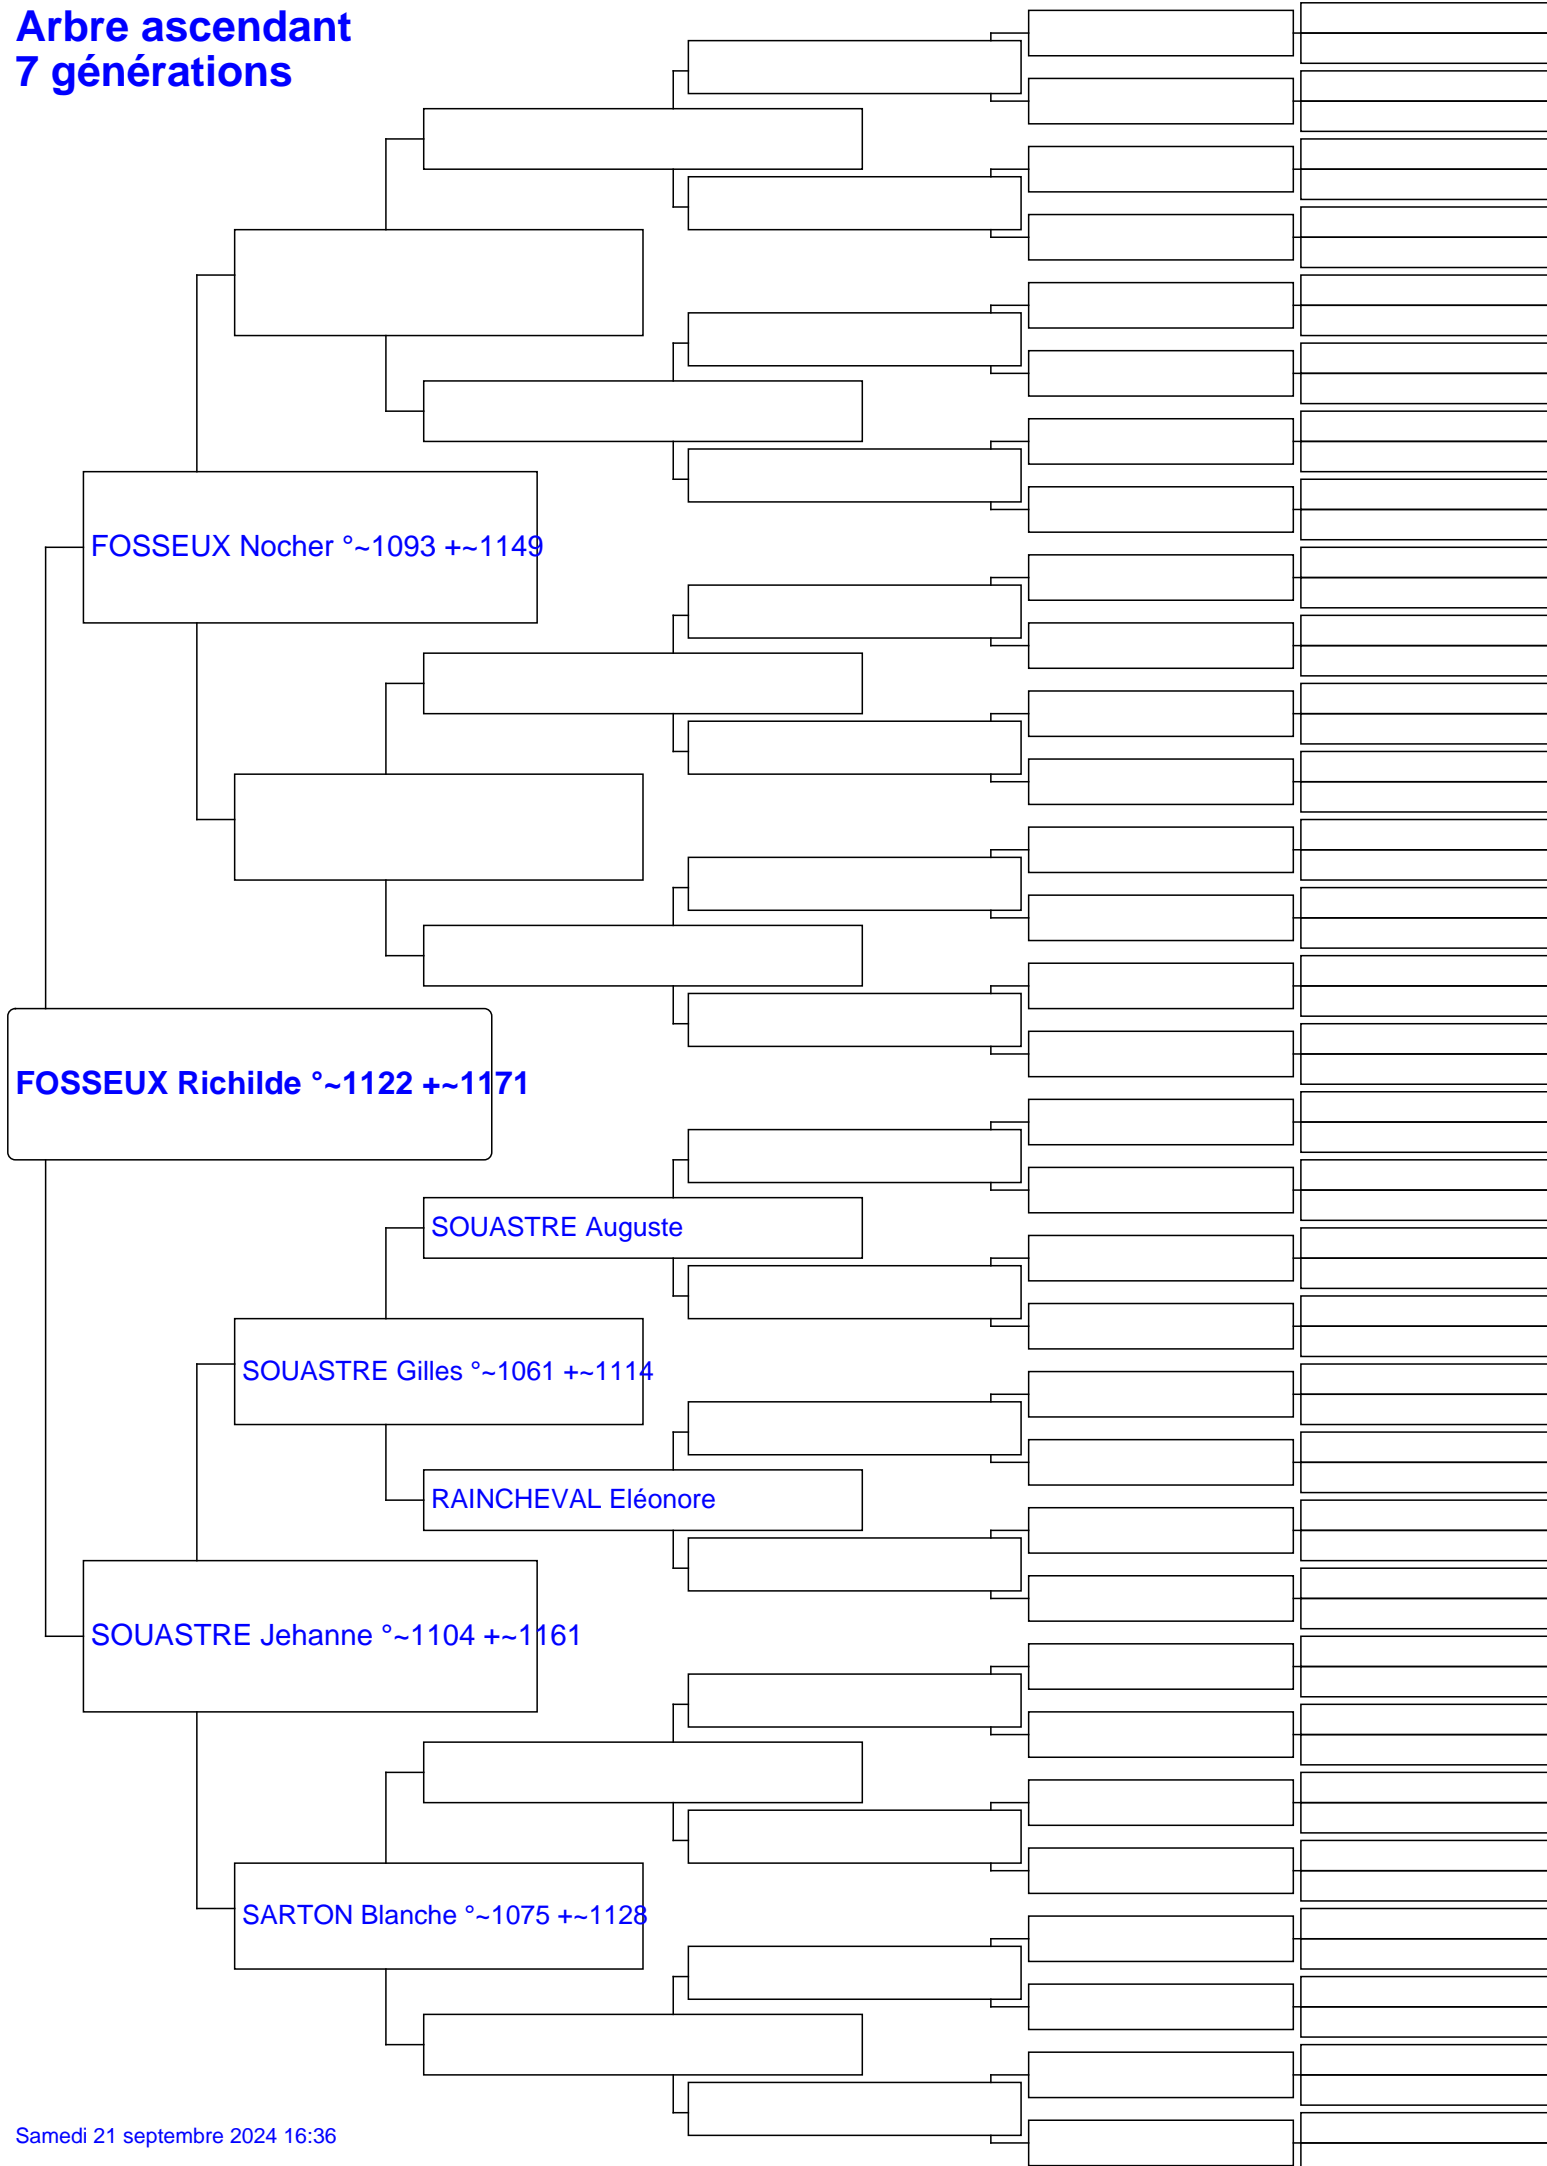 Arbre ascendant
7 générations
FOSSEUX Nocher °~1093 +~1149
FOSSEUX Richilde °~1122 +~1171
SOUASTRE Auguste
SOUASTRE Gilles °~1061 +~1114
RAINCHEVAL Eléonore
SOUASTRE Jehanne °~1104 +~1161
SARTON Blanche °~1075 +~1128
Samedi 21 septembre 2024 16:36